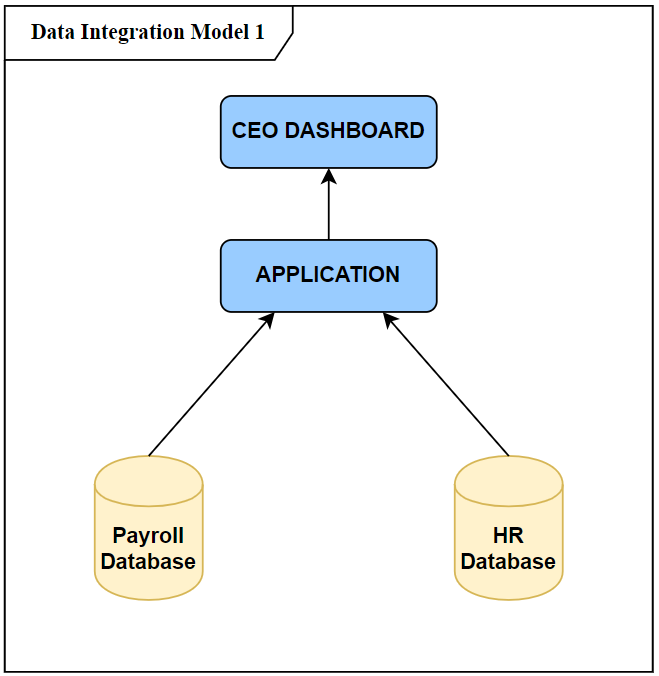 Data Integration Model 1
CEO DASHBOARD
APPLICATION
Payroll
Database
HR
Database